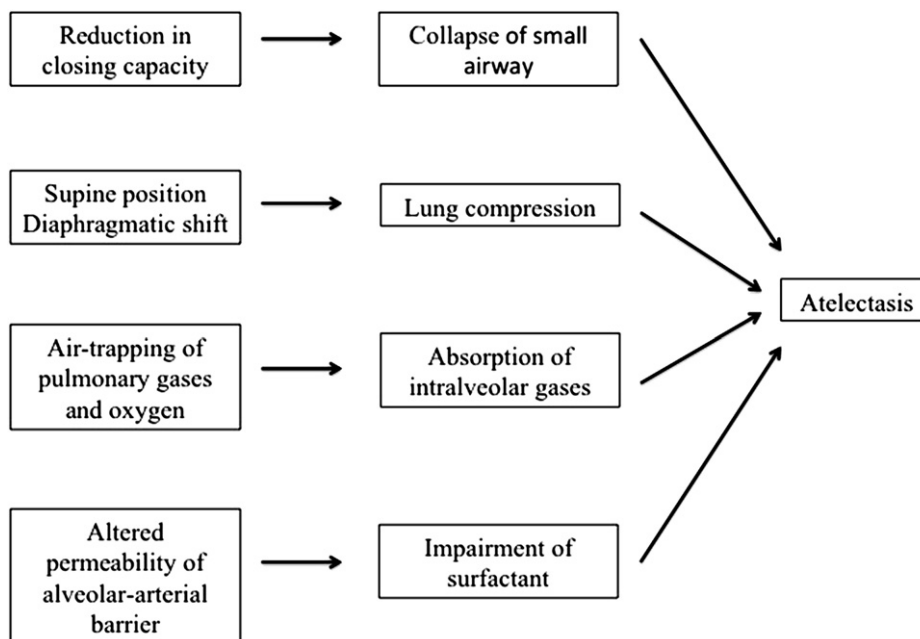 Reduction in
closing capacity
Collapse of small
airway
Supine position
Diaphragmatic shift
Lung compression
Atelectasis
Air-trapping of
pulmonary gases
and oxygen
Absorption of
intralveolar gases
Altered
permeability of
alveolar-arterial
barrier
Impairment of
surfactant